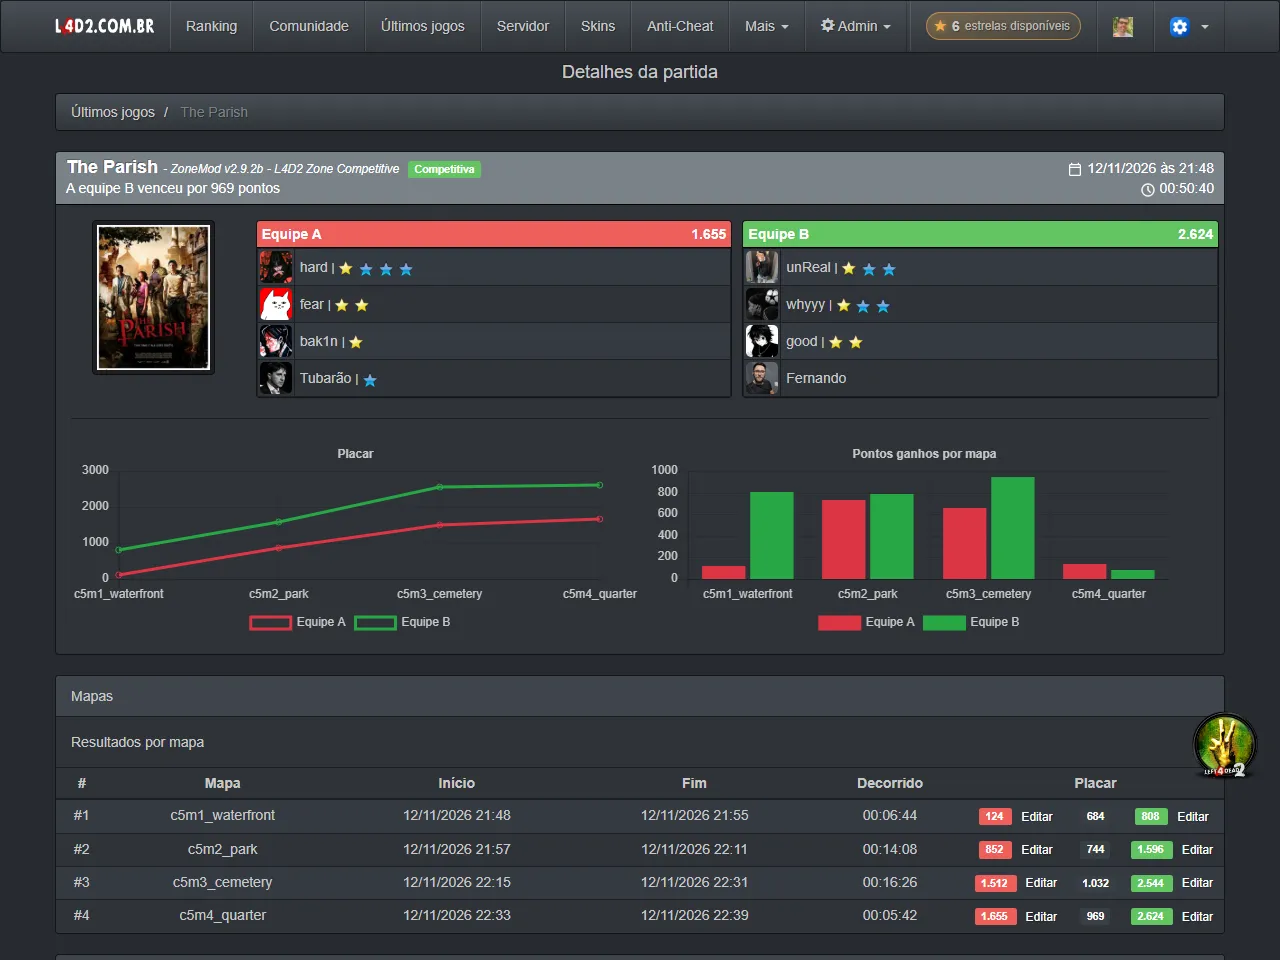 L4D2.COM.BR Ranking Comunidade Últimos jogos Servidor Skins Anti-Cheat Mais Admin 6 estrelas disponíveis
Detalhes da partida
Últimos jogos / The Parish
The Parish - ZoneMod v2.9.2b - L4D2 Zone Competitive Competitiva 12/11/2026 às 21:48
A equipe B venceu por 969 pontos 00:50:40
THE PARISH
Equipe A 1.655
hard |
fear |
bak1n |
Tubarão |
Equipe B 2.624
unReal |
whyyy |
good |
Fernando
Placar
3000
2000
1000
0
c5m1_waterfront c5m2_park c5m3_cemetery c5m4_quarter
Equipe A Equipe B
Pontos ganhos por mapa
1000
800
600
400
200
0
c5m1_waterfront c5m2_park c5m3_cemetery c5m4_quarter
Equipe A Equipe B
Mapas
Resultados por mapa
LEFT 4 DEAD 2
# Mapa Início Fim Decorrido Placar
#1 c5m1_waterfront 12/11/2026 21:48 12/11/2026 21:55 00:06:44 124 Editar 684 808 Editar
#2 c5m2_park 12/11/2026 21:57 12/11/2026 22:11 00:14:08 852 Editar 744 1.596 Editar
#3 c5m3_cemetery 12/11/2026 22:15 12/11/2026 22:31 00:16:26 1.512 Editar 1.032 2.544 Editar
#4 c5m4_quarter 12/11/2026 22:33 12/11/2026 22:39 00:05:42 1.655 Editar 969 2.624 Editar